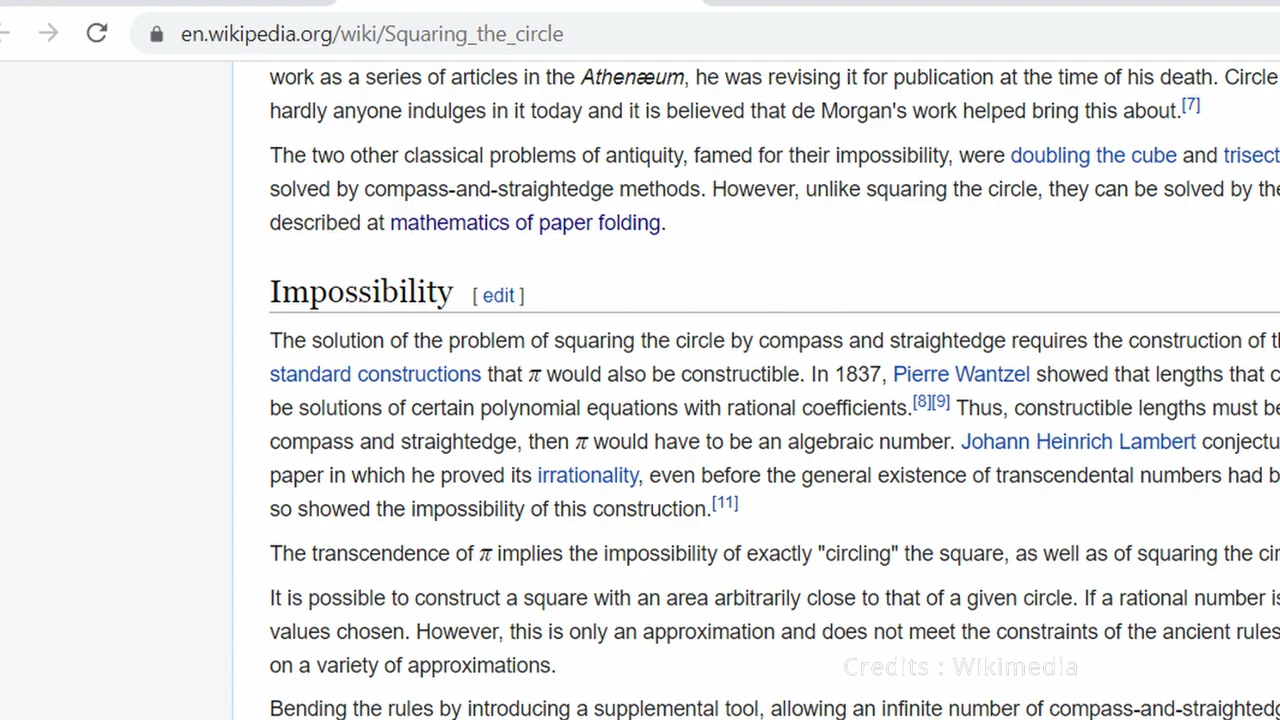 en.wikipedia.org/wiki/Squaring_the_circle
work as a series of articles in the Athenæum, he was revising it for publication at the time of his death. Circle
hardly anyone indulges in it today and it is believed that de Morgan's work helped bring this about.[7]
The two other classical problems of antiquity, famed for their impossibility, were doubling the cube and trisect
solved by compass-and-straightedge methods. However, unlike squaring the circle, they can be solved by the
described at mathematics of paper folding.
Impossibility [ edit ]
The solution of the problem of squaring the circle by compass and straightedge requires the construction of t
standard constructions that π would also be constructible. In 1837, Pierre Wantzel showed that lengths that c
be solutions of certain polynomial equations with rational coefficients.[8][9] Thus, constructible lengths must be
compass and straightedge, then π would have to be an algebraic number. Johann Heinrich Lambert conjectu
paper in which he proved its irrationality, even before the general existence of transcendental numbers had b
so showed the impossibility of this construction.[11]
The transcendence of π implies the impossibility of exactly "circling" the square, as well as of squaring the cir
It is possible to construct a square with an area arbitrarily close to that of a given circle. If a rational number is
values chosen. However, this is only an approximation and does not meet the constraints of the ancient rules
on a variety of approximations.
Credits : Wikimedia
Bending the rules by introducing a supplemental tool, allowing an infinite number of compass-and-straightedg